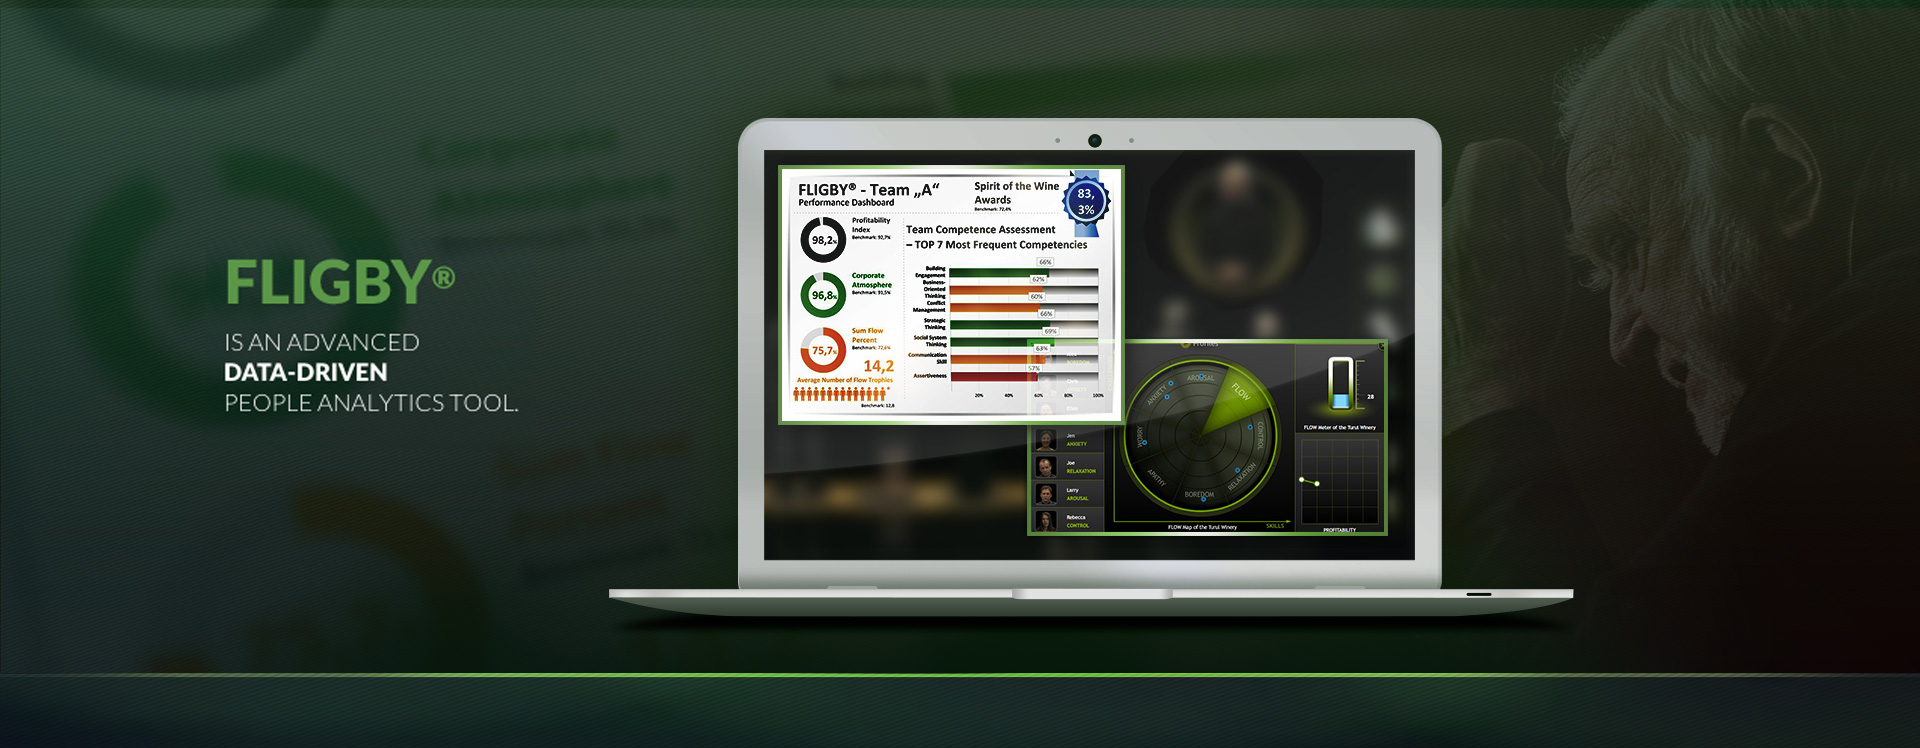 FLIGBY®
IS AN ADVANCED
DATA-DRIVEN
PEOPLE ANALYTICS TOOL.
FLIGBY® - Team „A“
Performance Dashboard
Spirit of the Wine
Awards
Benchmark: 72,4%
83,
3%
98,2%
Profitability
Index
Benchmark: 92,7%
96,8%
Corporate
Atmosphere
Benchmark: 91,5%
75,7%
Sum Flow
Percent
Benchmark: 72,6%
14,2
Average Number of Flow Trophies
Benchmark: 12,8
Team Competence Assessment
– TOP 7 Most Frequent Competencies
Building
Engagement
66%
Business-
Oriented
Thinking
62%
Conflict
Management
60%
Strategic
Thinking
66%
Social System
Thinking
69%
Communication
Skill
63%
Assertiveness
57%
20%
40%
60%
80%
100%
Profiles
Jen
ANXIETY
Joe
RELAXATION
Larry
AROUSAL
Rebecca
CONTROL
AROUSAL
FLOW
CONTROL
RELAXATION
BOREDOM
APATHY
WORRY
ANXIETY
SKILLS
FLOW Map of the Turul Winery
28
FLOW Meter of the Turul Winery
PROFITABILITY